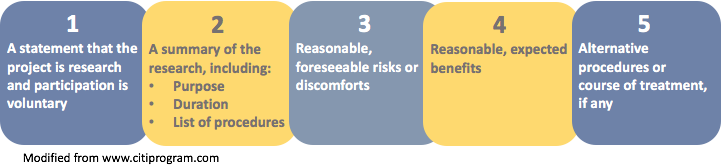 1
A statement that the
project is research
and participation is
voluntary
2
A summary of the
research, including:
• Purpose
• Duration
• List of procedures
3
Reasonable,
foreseeable risks or
discomforts
4
Reasonable, expected
benefits
5
Alternative
procedures or
course of treatment,
if any
Modified from www.citiprogram.com